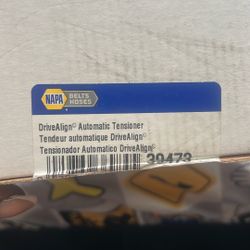 NAPA BELTS HOSES
DriveAlign® Automatic Tensioner
Tendeur automatique DriveAlign®
Tensionador Automatico DriveAlign®
39473